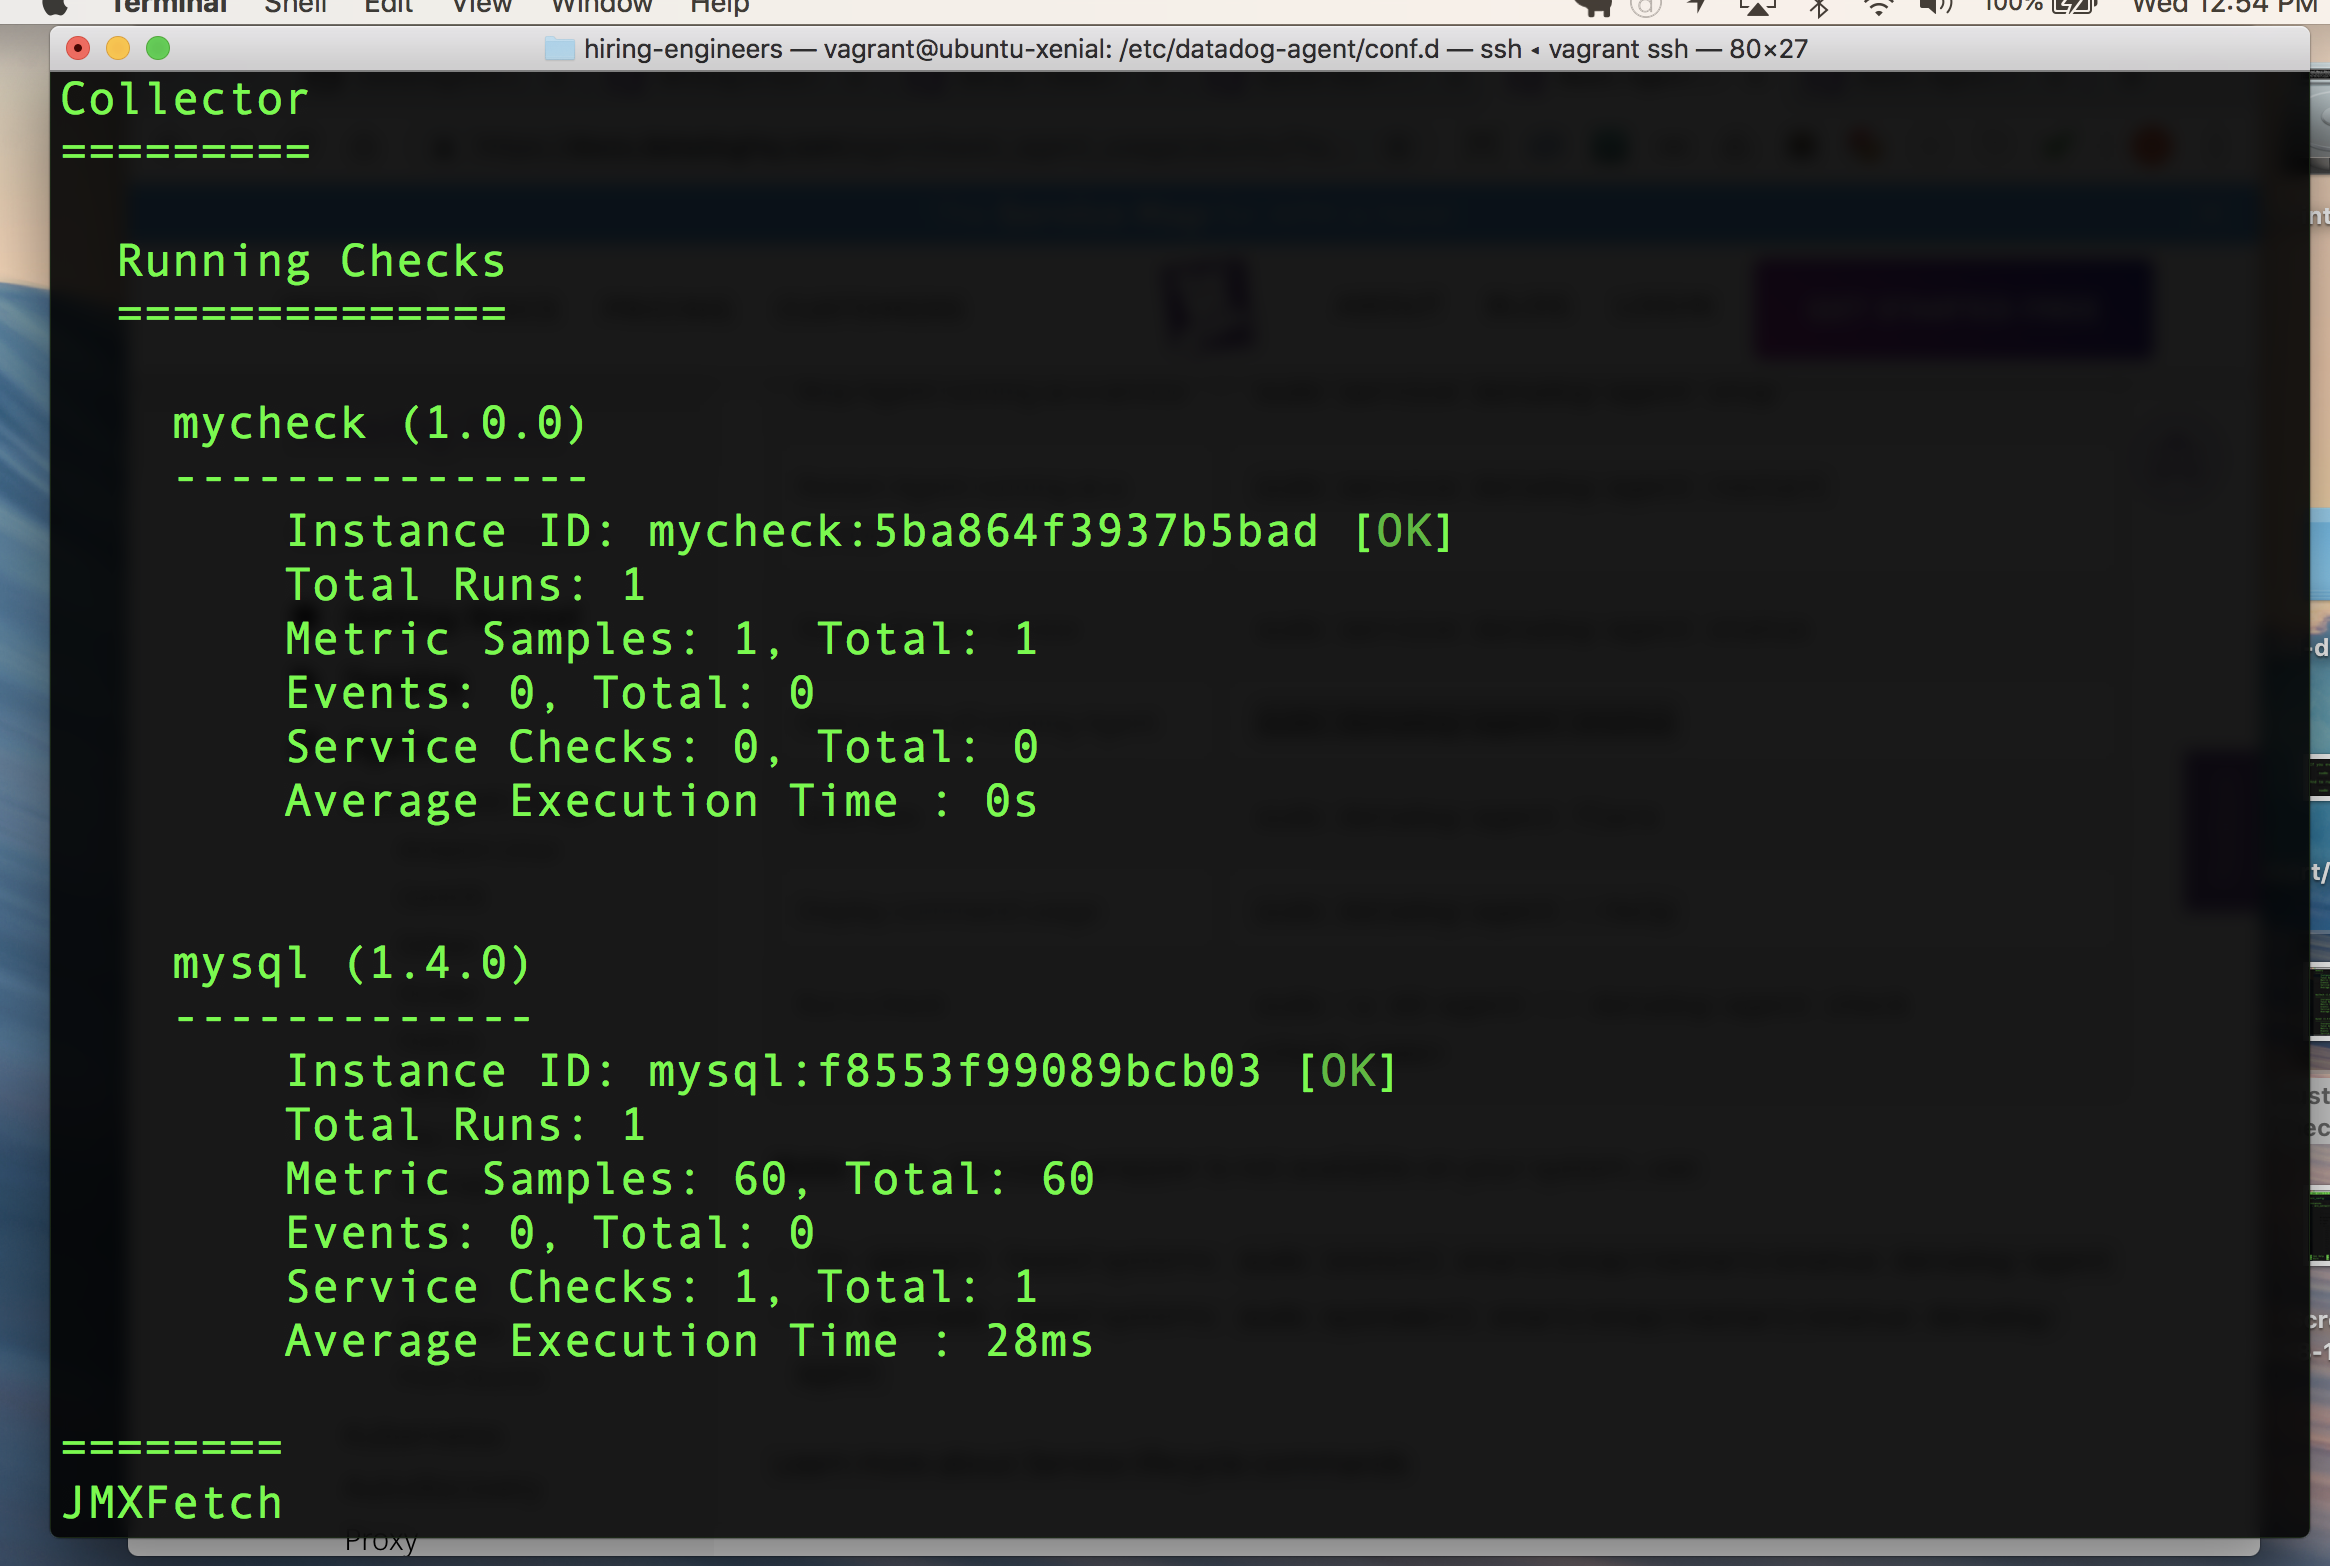 Terminal Shell Edit View Window Help 100% Wed 12:54 PM
hiring-engineers — vagrant@ubuntu-xenial: /etc/datadog-agent/conf.d — ssh ◂ vagrant ssh — 80×27
Collector
=========
Running Checks
==============
mycheck (1.0.0)
---------------
Instance ID: mycheck:5ba864f3937b5bad [OK]
Total Runs: 1
Metric Samples: 1, Total: 1
Events: 0, Total: 0
Service Checks: 0, Total: 0
Average Execution Time : 0s
mysql (1.4.0)
-------------
Instance ID: mysql:f8553f99089bcb03 [OK]
Total Runs: 1
Metric Samples: 60, Total: 60
Events: 0, Total: 0
Service Checks: 1, Total: 1
Average Execution Time : 28ms
========
JMXFetch
Proxy